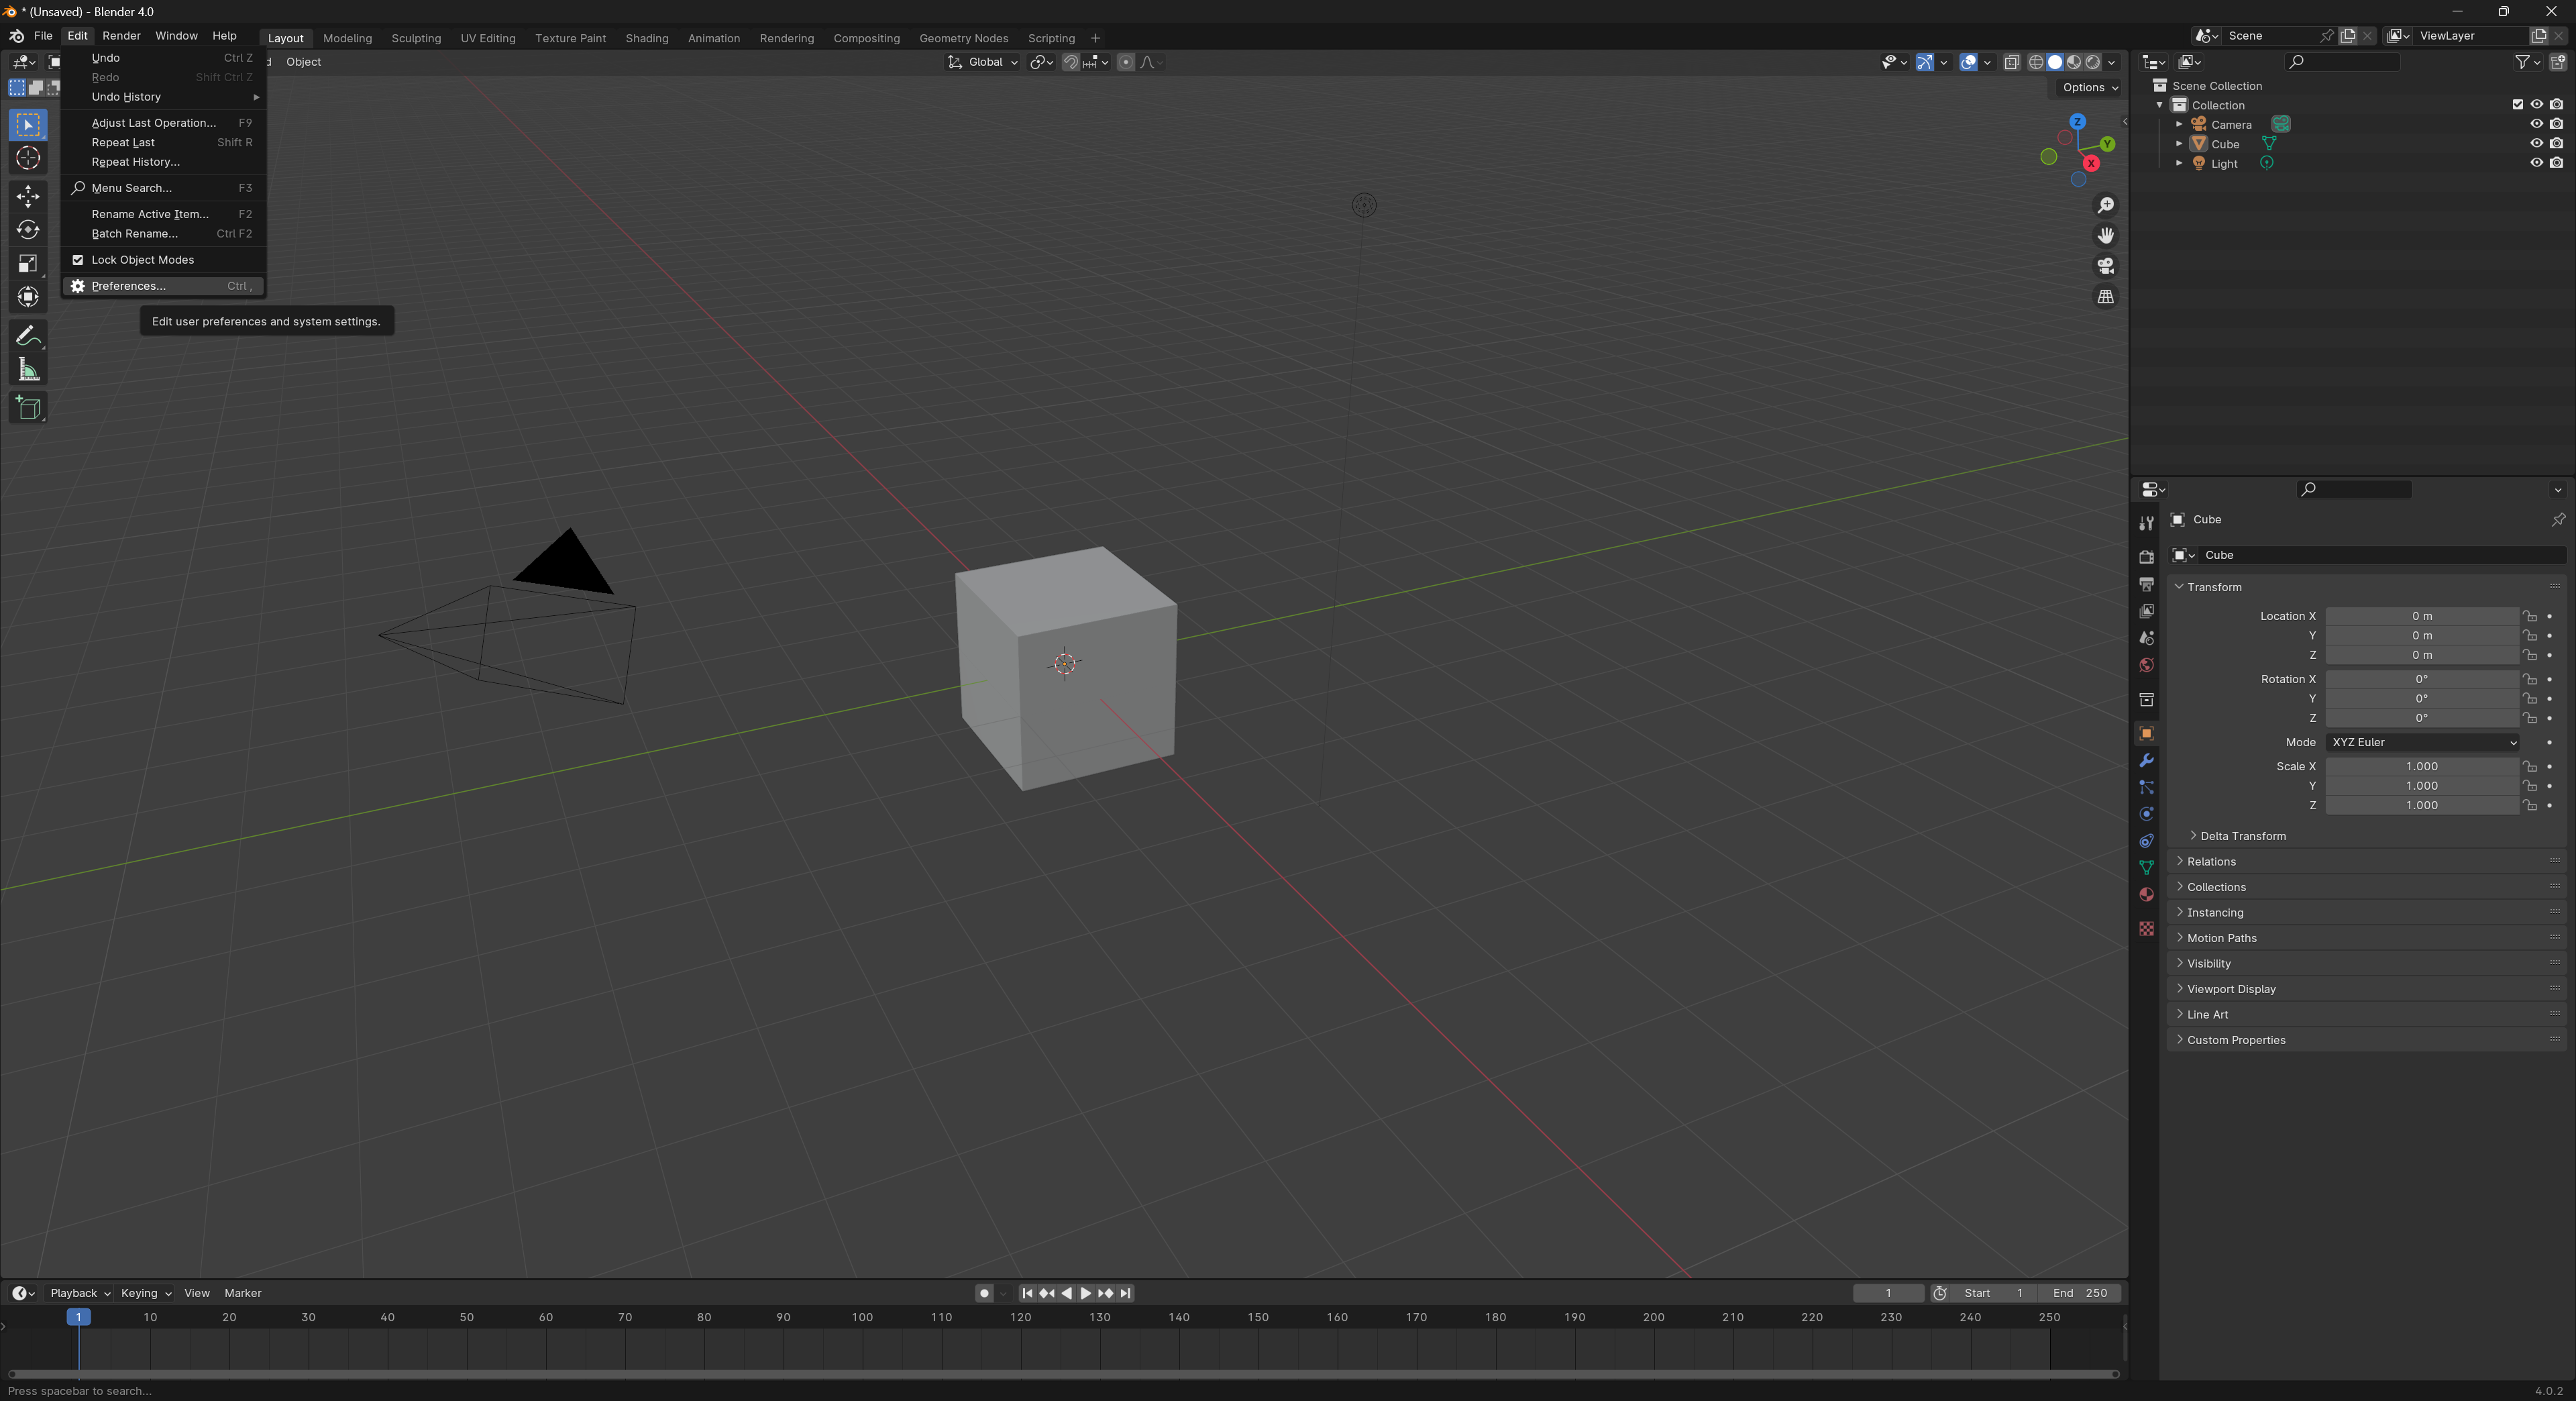 * (Unsaved) - Blender 4.0
File Edit Render Window Help Layout Modeling Sculpting UV Editing Texture Paint Shading Animation Rendering Compositing Geometry Nodes Scripting + Scene ViewLayer
Undo Ctrl Z
Redo Shift Ctrl Z
Undo History
Adjust Last Operation... F9
Repeat Last Shift R
Repeat History...
Menu Search... F3
Rename Active Item... F2
Batch Rename... Ctrl F2
Lock Object Modes
Preferences... Ctrl ,
Edit user preferences and system settings.
Object
Global
Options
Z
Y
X
Scene Collection
Collection
Camera
Cube
Light
Cube
Cube
Transform
Location X 0 m
Y 0 m
Z 0 m
Rotation X 0°
Y 0°
Z 0°
Mode XYZ Euler
Scale X 1.000
Y 1.000
Z 1.000
Delta Transform
Relations
Collections
Instancing
Motion Paths
Visibility
Viewport Display
Line Art
Custom Properties
Playback Keying View Marker 1 Start 1 End 250
1 10 20 30 40 50 60 70 80 90 100 110 120 130 140 150 160 170 180 190 200 210 220 230 240 250
Press spacebar to search... 4.0.2